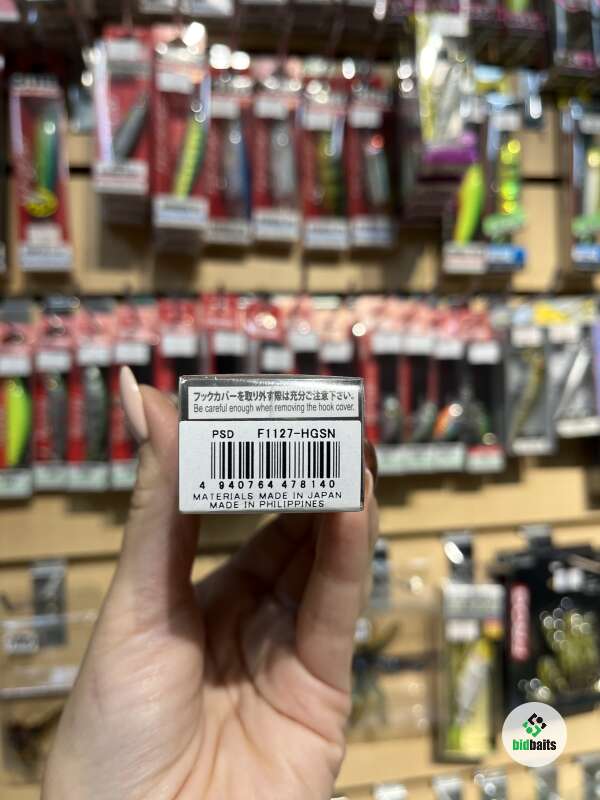 フックカバーを取り外す際は充分ご注意下さい。
Be careful enough when removing the hook cover.
PSD F1127-HGSN
4 940764 478140
MATERIALS MADE IN JAPAN
MADE IN PHILIPPINES
bidbaits